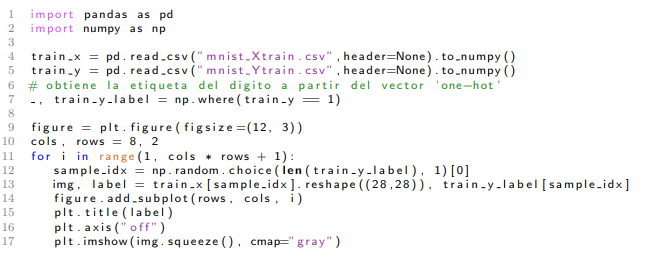 1 import pandas as pd
2 import numpy as np
3
4 train_x = pd.read_csv("mnist_Xtrain.csv",header=None).to_numpy()
5 train_y = pd.read_csv("mnist_Ytrain.csv",header=None).to_numpy()
6 # obtiene la etiqueta del digito a partir del vector 'one-hot'
7 _, train_y_label = np.where(train_y == 1)
8
9 figure = plt.figure(figsize=(12, 3))
10 cols, rows = 8, 2
11 for i in range(1, cols * rows + 1):
12     sample_idx = np.random.choice(len(train_y_label), 1)[0]
13     img, label = train_x[sample_idx].reshape((28,28)), train_y_label[sample_idx]
14     figure.add_subplot(rows, cols, i)
15     plt.title(label)
16     plt.axis("off")
17     plt.imshow(img.squeeze(), cmap="gray")